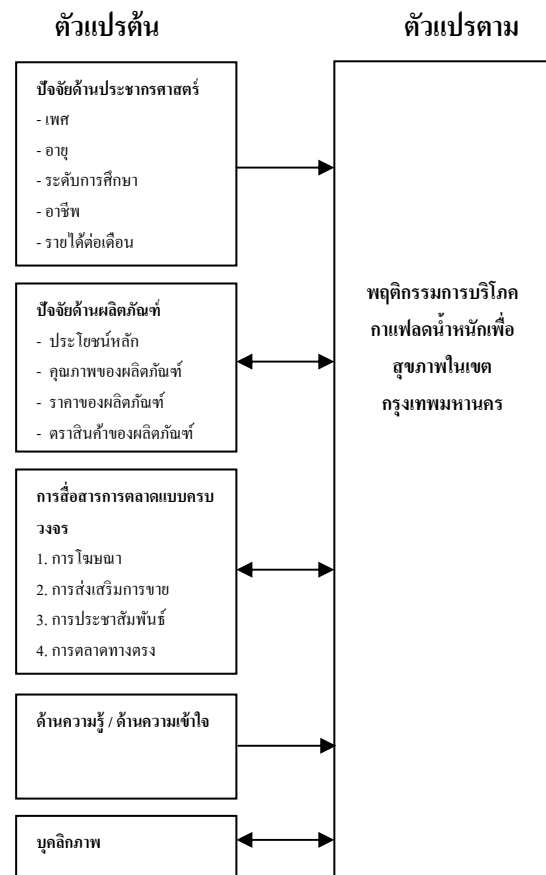 ตัวแปรต้น
ตัวแปรตาม
ปัจจัยด้านประชากรศาสตร์
- เพศ
- อายุ
- ระดับการศึกษา
- อาชีพ
- รายได้ต่อเดือน
ปัจจัยด้านผลิตภัณฑ์
- ประโยชน์หลัก
- คุณภาพของผลิตภัณฑ์
- ราคาของผลิตภัณฑ์
- ตราสินค้าของผลิตภัณฑ์
การสื่อสารการตลาดแบบครบ
วงจร
1. การโฆษณา
2. การส่งเสริมการขาย
3. การประชาสัมพันธ์
4. การตลาดทางตรง
ด้านความรู้ / ด้านความเข้าใจ
บุคลิกภาพ
พฤติกรรมการบริโภค
กาแฟลดน้ำหนักเพื่อ
สุขภาพในเขต
กรุงเทพมหานคร